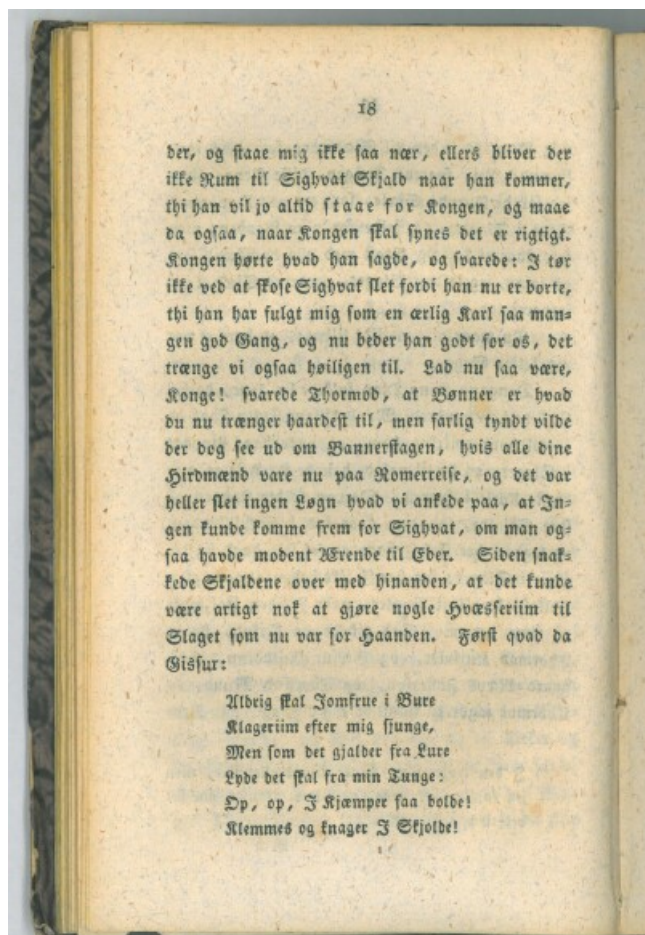 18
der, og staae mig ikke saa nær, ellers bliver der
ikke Rum til Sighvat Skjald naar han kommer,
thi han vil jo altid staae for Kongen, og maae
da ogsaa, naar Kongen skal synes det er rigtigt.
Kongen hørte hvad han sagde, og svarede: I tør
ikke ved at skose Sighvat slet fordi han nu er borte,
thi han har fulgt mig som en ærlig Karl saa man=
gen god Gang, og nu beder han godt for os, det
trænge vi ogsaa høiligen til. Lad nu saa være,
Konge! svarede Thormod, at Bønner er hvad
du nu trænger haardest til, men farlig tyndt vilde
der dog see ud om Bannerstagen, hvis alle dine
Hirdmænd vare nu paa Romerreise, og det var
heller slet ingen Løgn hvad vi ankede paa, at In=
gen kunde komme frem for Sighvat, om man og=
saa havde modent Ærende til Eder. Siden snak=
kede Skjaldene over med hinanden, at det kunde
være artigt nok at gjøre nogle Hvæsseriim til
Slaget som nu var for Haanden. Først qvad da
Gissur:
Aldrig skal Jomfrue i Bure
Klageriim efter mig sjunge,
Men som det gjalder fra Lure
Lyde det skal fra min Tunge:
Op, op, I Kjæmper saa bolde!
Klemmes og knager I Skjolde!